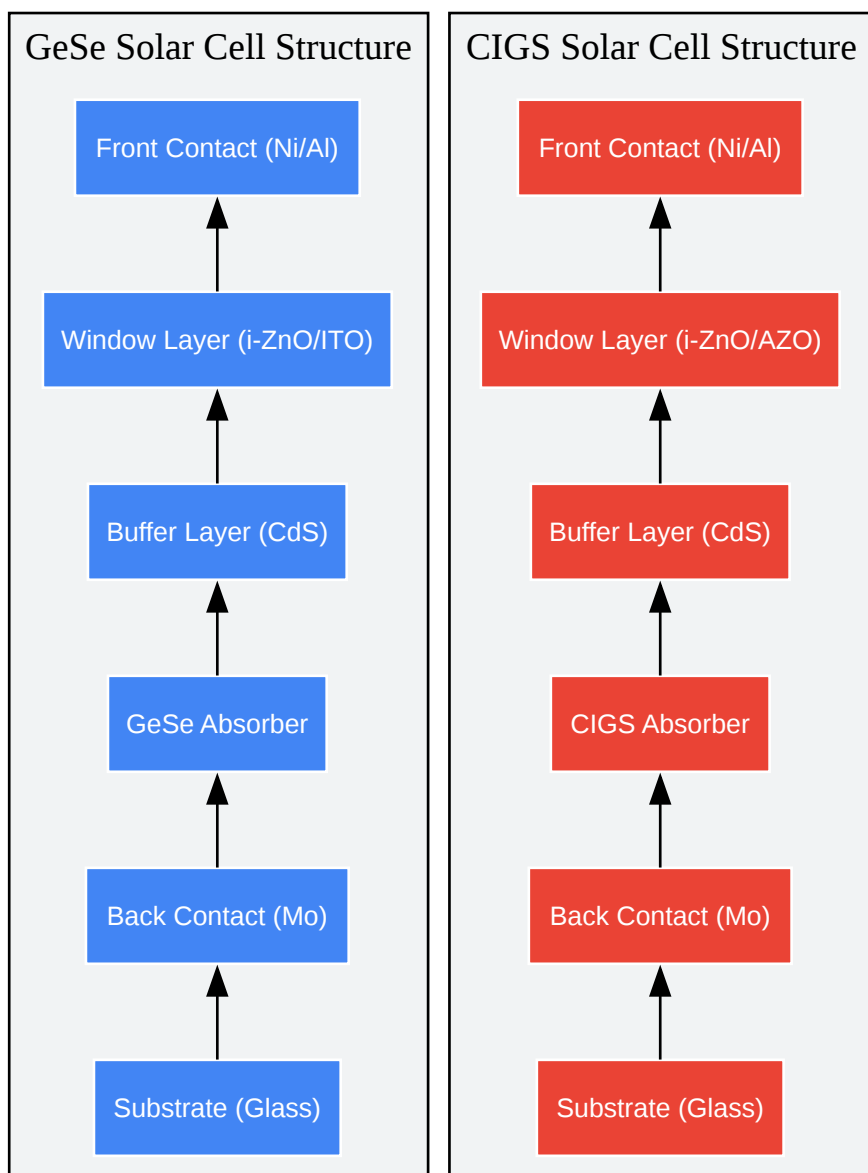 GeSe Solar Cell Structure
Front Contact (Ni/Al)
Window Layer (i-ZnO/ITO)
Buffer Layer (CdS)
GeSe Absorber
Back Contact (Mo)
Substrate (Glass)
CIGS Solar Cell Structure
Front Contact (Ni/Al)
Window Layer (i-ZnO/AZO)
Buffer Layer (CdS)
CIGS Absorber
Back Contact (Mo)
Substrate (Glass)